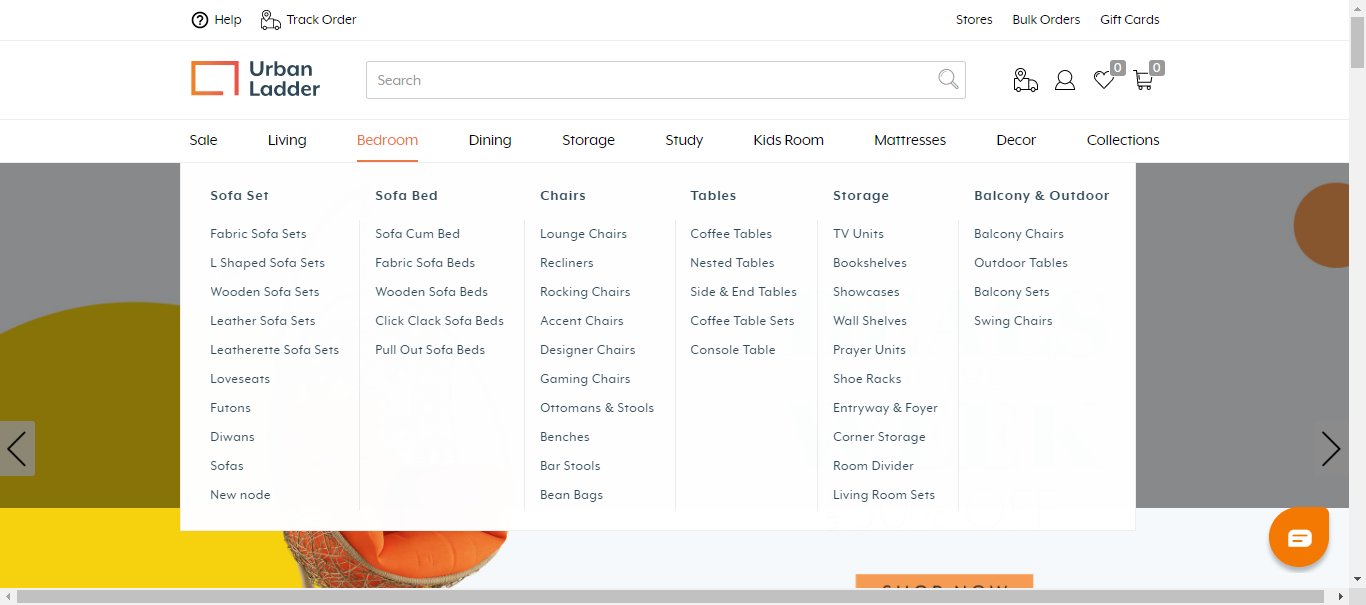 Help Track Order Stores Bulk Orders Gift Cards
Urban
Ladder
Search
0
0
Sale Living Bedroom Dining Storage Study Kids Room Mattresses Decor Collections
Sofa Set
Fabric Sofa Sets
L Shaped Sofa Sets
Wooden Sofa Sets
Leather Sofa Sets
Leatherette Sofa Sets
Loveseats
Futons
Diwans
Sofas
New node
Sofa Bed
Sofa Cum Bed
Fabric Sofa Beds
Wooden Sofa Beds
Click Clack Sofa Beds
Pull Out Sofa Beds
Chairs
Lounge Chairs
Recliners
Rocking Chairs
Accent Chairs
Designer Chairs
Gaming Chairs
Ottomans & Stools
Benches
Bar Stools
Bean Bags
Tables
Coffee Tables
Nested Tables
Side & End Tables
Coffee Table Sets
Console Table
Storage
TV Units
Bookshelves
Showcases
Wall Shelves
Prayer Units
Shoe Racks
Entryway & Foyer
Corner Storage
Room Divider
Living Room Sets
Balcony & Outdoor
Balcony Chairs
Outdoor Tables
Balcony Sets
Swing Chairs
SHOP NOW